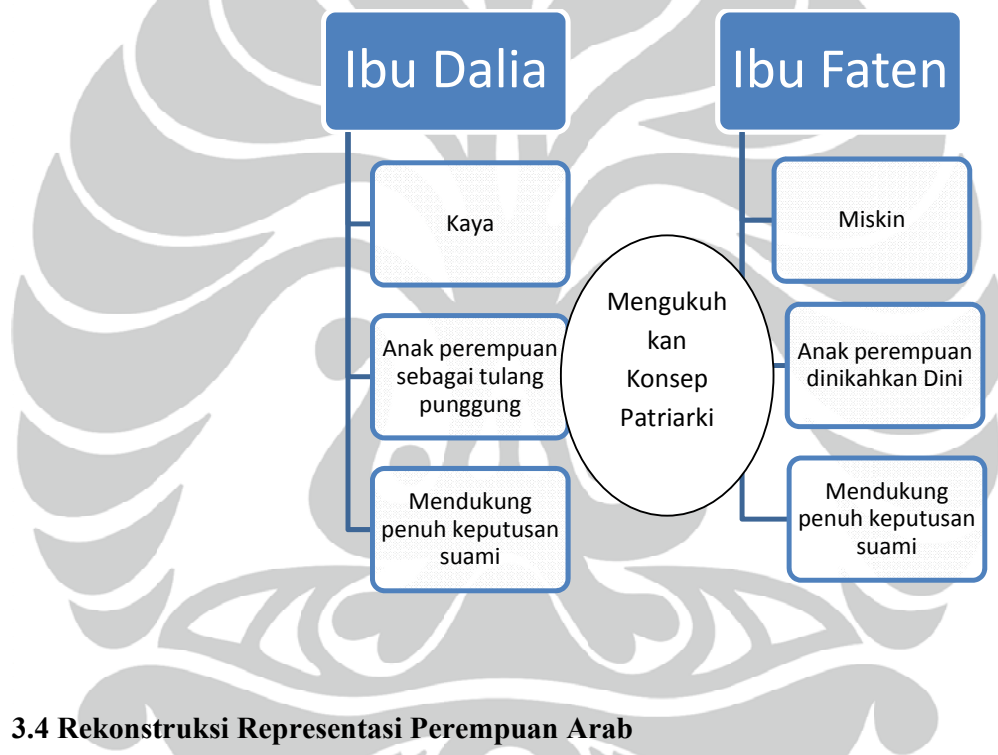 Ibu Dalia
Kaya
Anak perempuan
sebagai tulang
punggung
Mendukung
penuh keputusan
suami
Mengukuh
kan
Konsep
Patriarki
Ibu Faten
Miskin
Anak perempuan
dinikahkan Dini
Mendukung
penuh keputusan
suami
3.4 Rekonstruksi Representasi Perempuan Arab